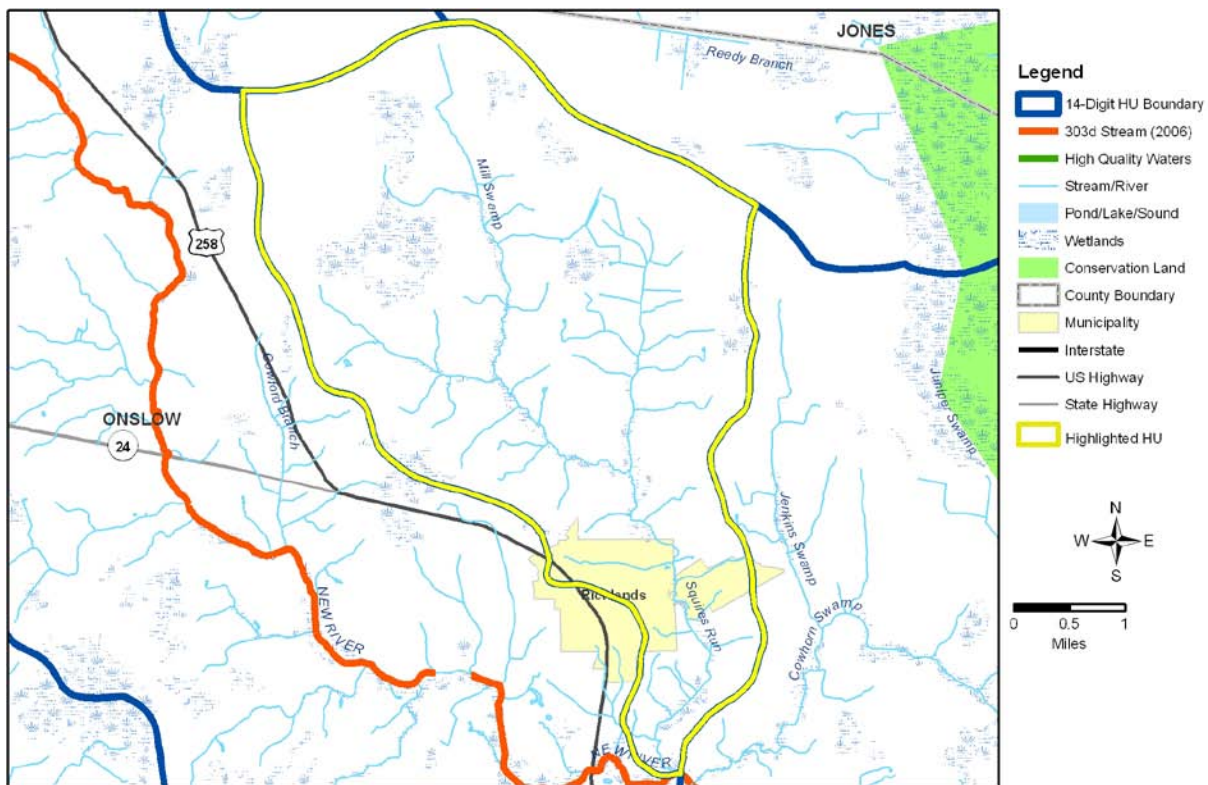 JONES
Reedy Branch
Mill Swamp
258
Cowford Branch
ONSLOW
24
Juniper Swamp
Jenkins Swamp
Richlands
Squires Run
Cowhorn Swamp
NEW RIVER
NEW RIVER
Legend
14-Digit HU Boundary
303d Stream (2006)
High Quality Waters
Stream/River
Pond/Lake/Sound
Wetlands
Conservation Land
County Boundary
Municipality
Interstate
US Highway
State Highway
Highlighted HU
N
W E
S
0 0.5 1
Miles